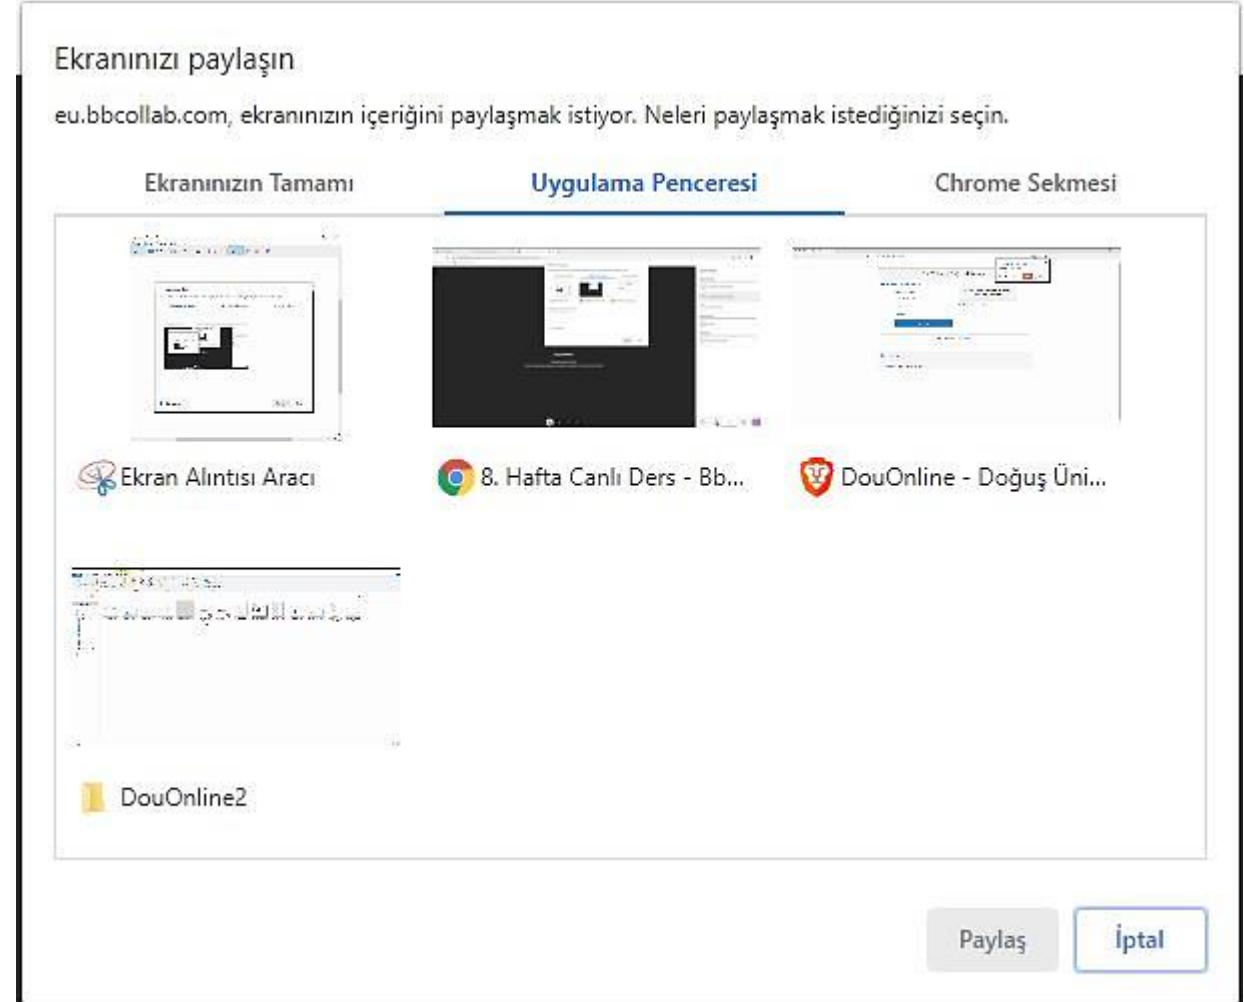 Ekranınızı paylaşın
eu.bbcollab.com, ekranınızın içeriğini paylaşmak istiyor. Neleri paylaşmak istediğinizi seçin.
Ekranınızın Tamamı
Uygulama Penceresi
Chrome Sekmesi
Ekran Alıntısı Aracı
8. Hafta Canlı Ders - Bb...
DouOnline - Doğuş Üni...
DouOnline2
Paylaş
İptal